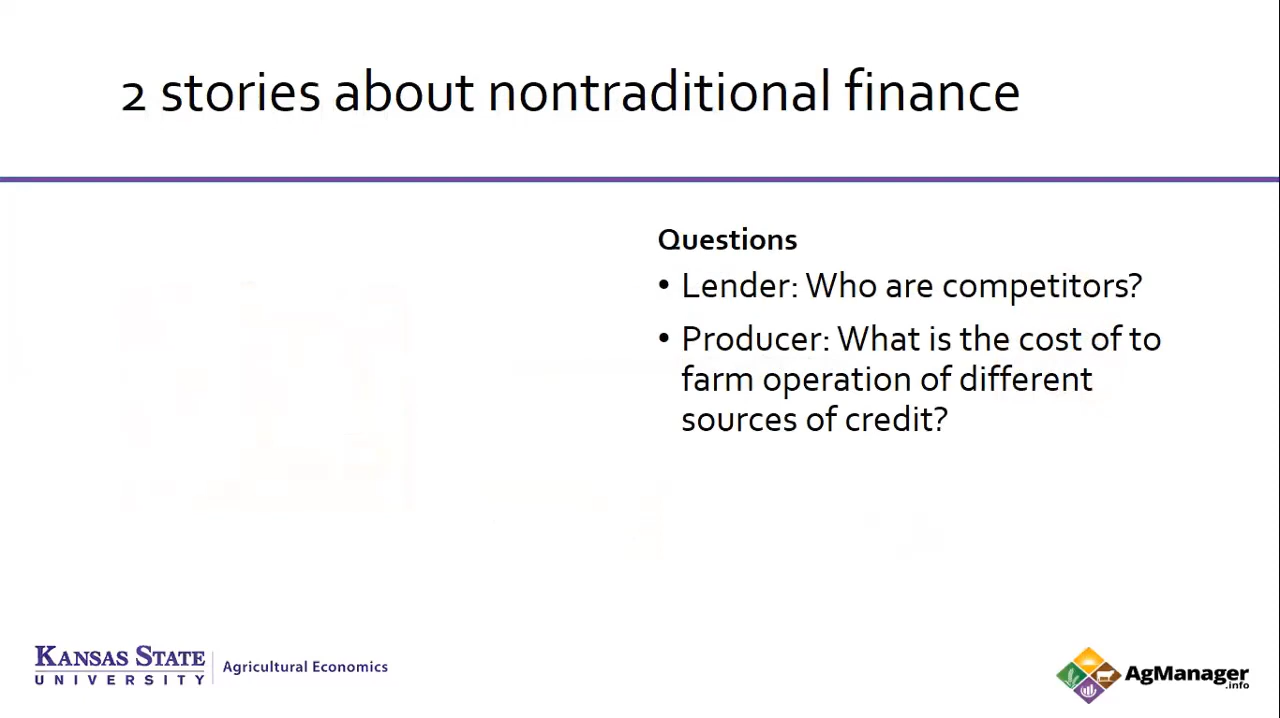 2 stories about nontraditional finance
Questions
• Lender: Who are competitors?
• Producer: What is the cost of to
farm operation of different
sources of credit?
KANSAS STATE
UNIVERSITY
Agricultural Economics
AgManager
.info